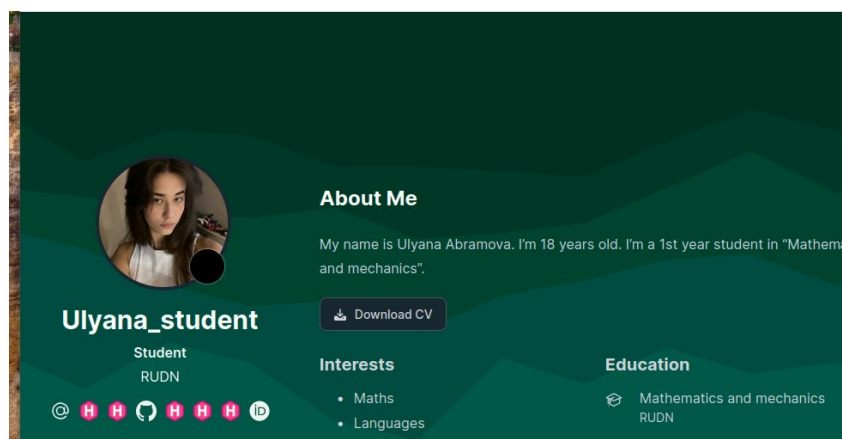 About Me
My name is Ulyana Abramova. I'm 18 years old. I'm a 1st year student in “Mathema
and mechanics”.
Download CV
Ulyana_student
Student
RUDN
Interests
Maths
Languages
Education
Mathematics and mechanics
RUDN